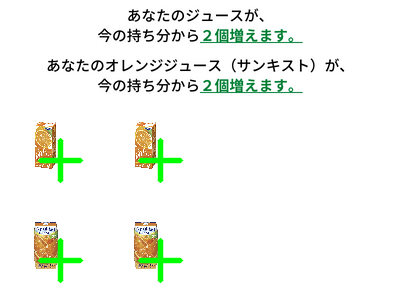 あなたのジュースが、
今の持ち分から２個増えます。
あなたのオレンジジュース（サンキスト）が、
今の持ち分から２個増えます。